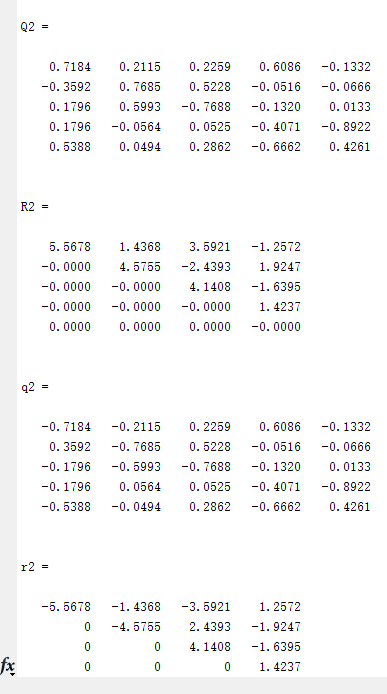 Q2 =
0.7184 0.2115 0.2259 0.6086 -0.1332
-0.3592 0.7685 0.5228 -0.0516 -0.0666
0.1796 0.5993 -0.7688 -0.1320 0.0133
0.1796 -0.0564 0.0525 -0.4071 -0.8922
0.5388 0.0494 0.2862 -0.6662 0.4261
R2 =
5.5678 1.4368 3.5921 -1.2572
-0.0000 4.5755 -2.4393 1.9247
-0.0000 -0.0000 4.1408 -1.6395
-0.0000 -0.0000 -0.0000 1.4237
0.0000 0.0000 0.0000 -0.0000
q2 =
-0.7184 -0.2115 0.2259 0.6086 -0.1332
0.3592 -0.7685 0.5228 -0.0516 -0.0666
-0.1796 -0.5993 -0.7688 -0.1320 0.0133
-0.1796 0.0564 0.0525 -0.4071 -0.8922
-0.5388 -0.0494 0.2862 -0.6662 0.4261
r2 =
-5.5678 -1.4368 -3.5921 1.2572
0 -4.5755 2.4393 -1.9247
0 0 4.1408 -1.6395
fx 0 0 0 1.4237